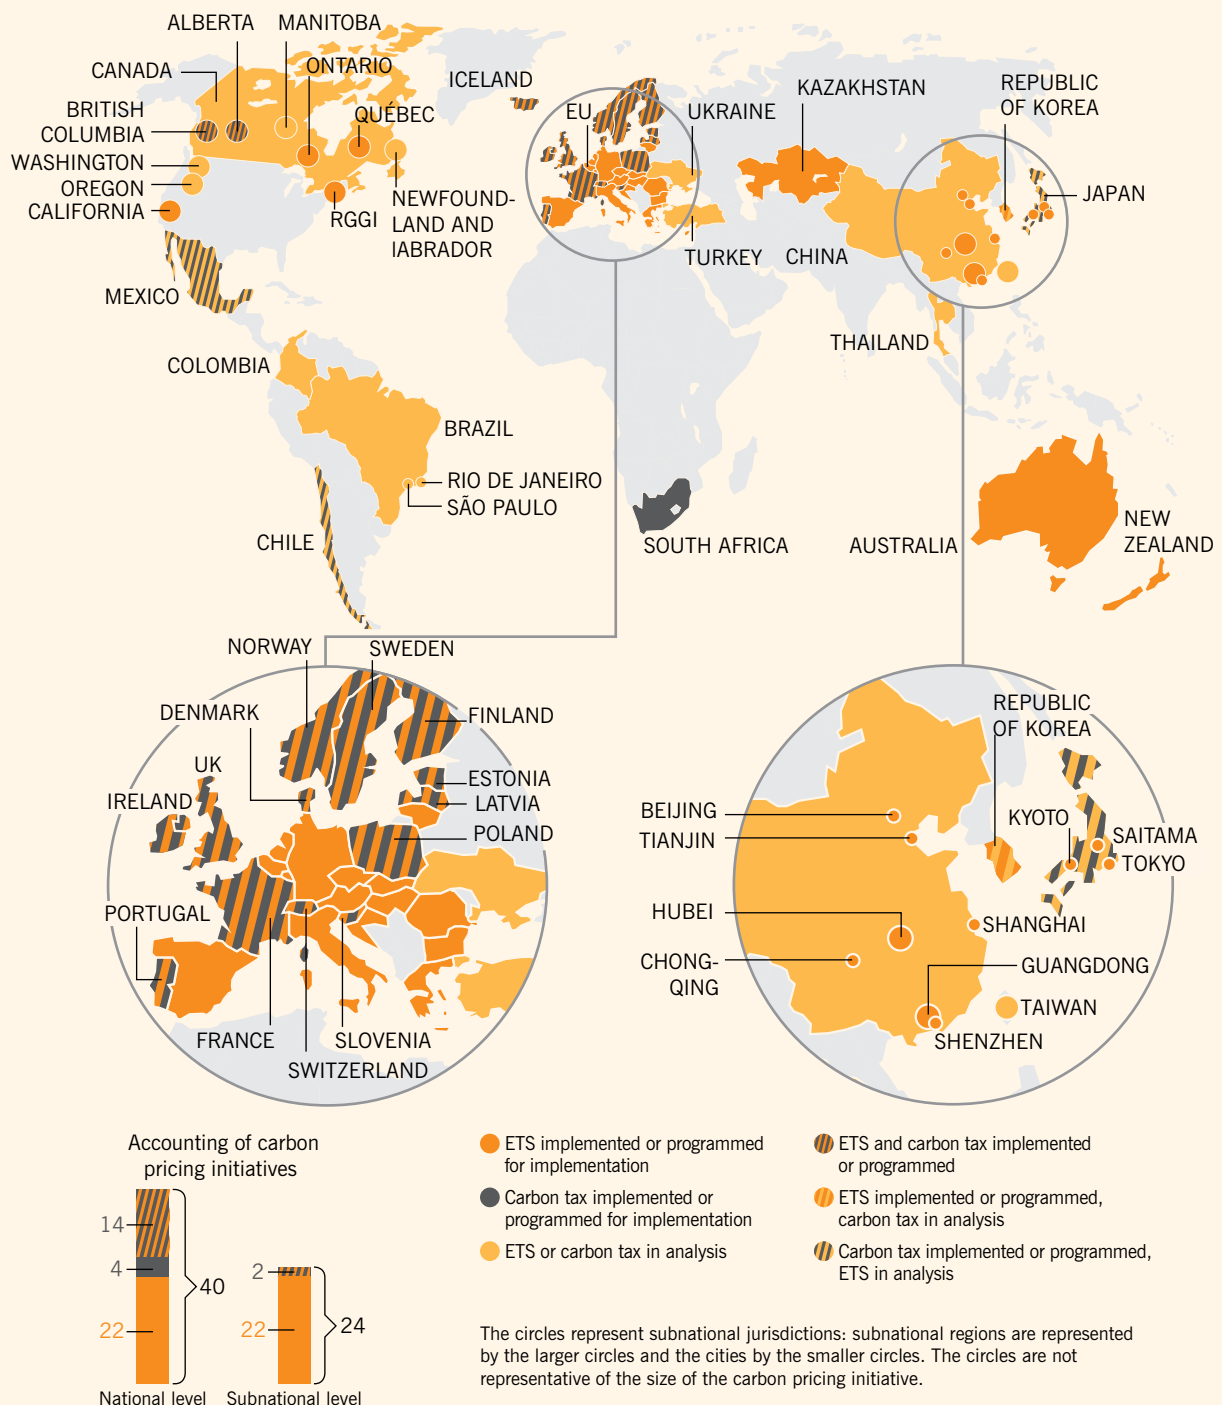 ALBERTA
MANITOBA
CANADA
ONTARIO
ICELAND
KAZAKHSTAN
REPUBLIC
OF KOREA
BRITISH
COLUMBIA
QUÉBEC
EU
UKRAINE
WASHINGTON
OREGON
CALIFORNIA
RGGI
NEWFOUND-
LAND AND
lABRADOR
JAPAN
TURKEY
CHINA
MEXICO
THAILAND
COLOMBIA
BRAZIL
RIO DE JANEIRO
SÃO PAULO
CHILE
SOUTH AFRICA
AUSTRALIA
NEW
ZEALAND
NORWAY
SWEDEN
DENMARK
FINLAND
UK
ESTONIA
IRELAND
LATVIA
POLAND
PORTUGAL
FRANCE
SLOVENIA
SWITZERLAND
REPUBLIC
OF KOREA
BEIJING
TIANJIN
KYOTO
SAITAMA
TOKYO
HUBEI
SHANGHAI
CHONG-
QING
GUANGDONG
TAIWAN
SHENZHEN
Accounting of carbon
pricing initiatives
14
4
40
22
2
24
22
National level
Subnational level
ETS implemented or programmed
for implementation
Carbon tax implemented or
programmed for implementation
ETS or carbon tax in analysis
ETS and carbon tax implemented
or programmed
ETS implemented or programmed,
carbon tax in analysis
Carbon tax implemented or programmed,
ETS in analysis
The circles represent subnational jurisdictions: subnational regions are represented
by the larger circles and the cities by the smaller circles. The circles are not
representative of the size of the carbon pricing initiative.